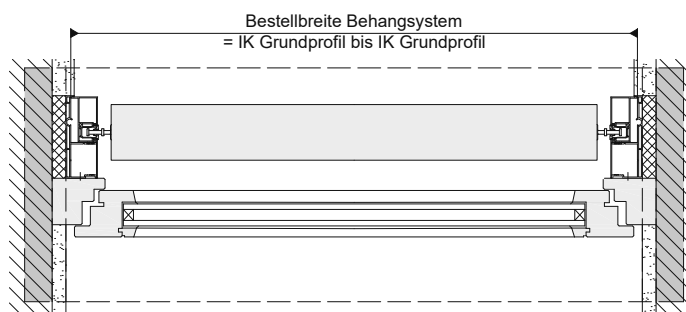 Bestellbreite Behangsystem
= IK Grundprofil bis IK Grundprofil